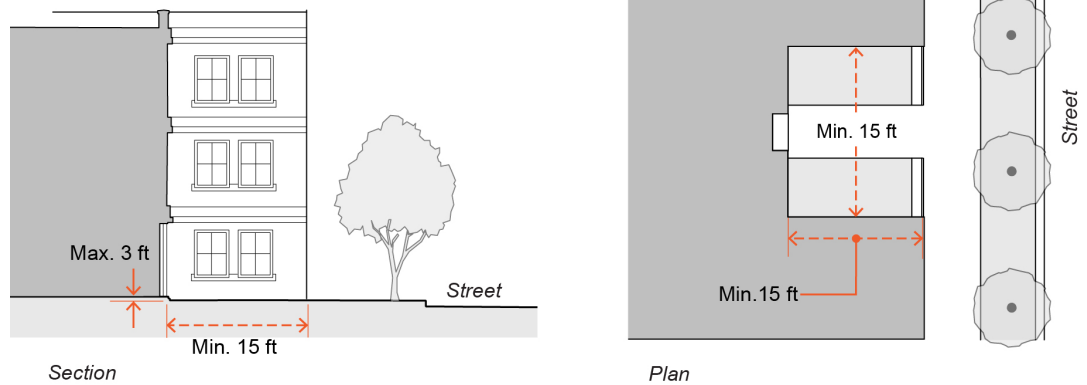 Max. 3 ft
Street
Min. 15 ft
Section
Min. 15 ft
Street
Min.15 ft
Plan